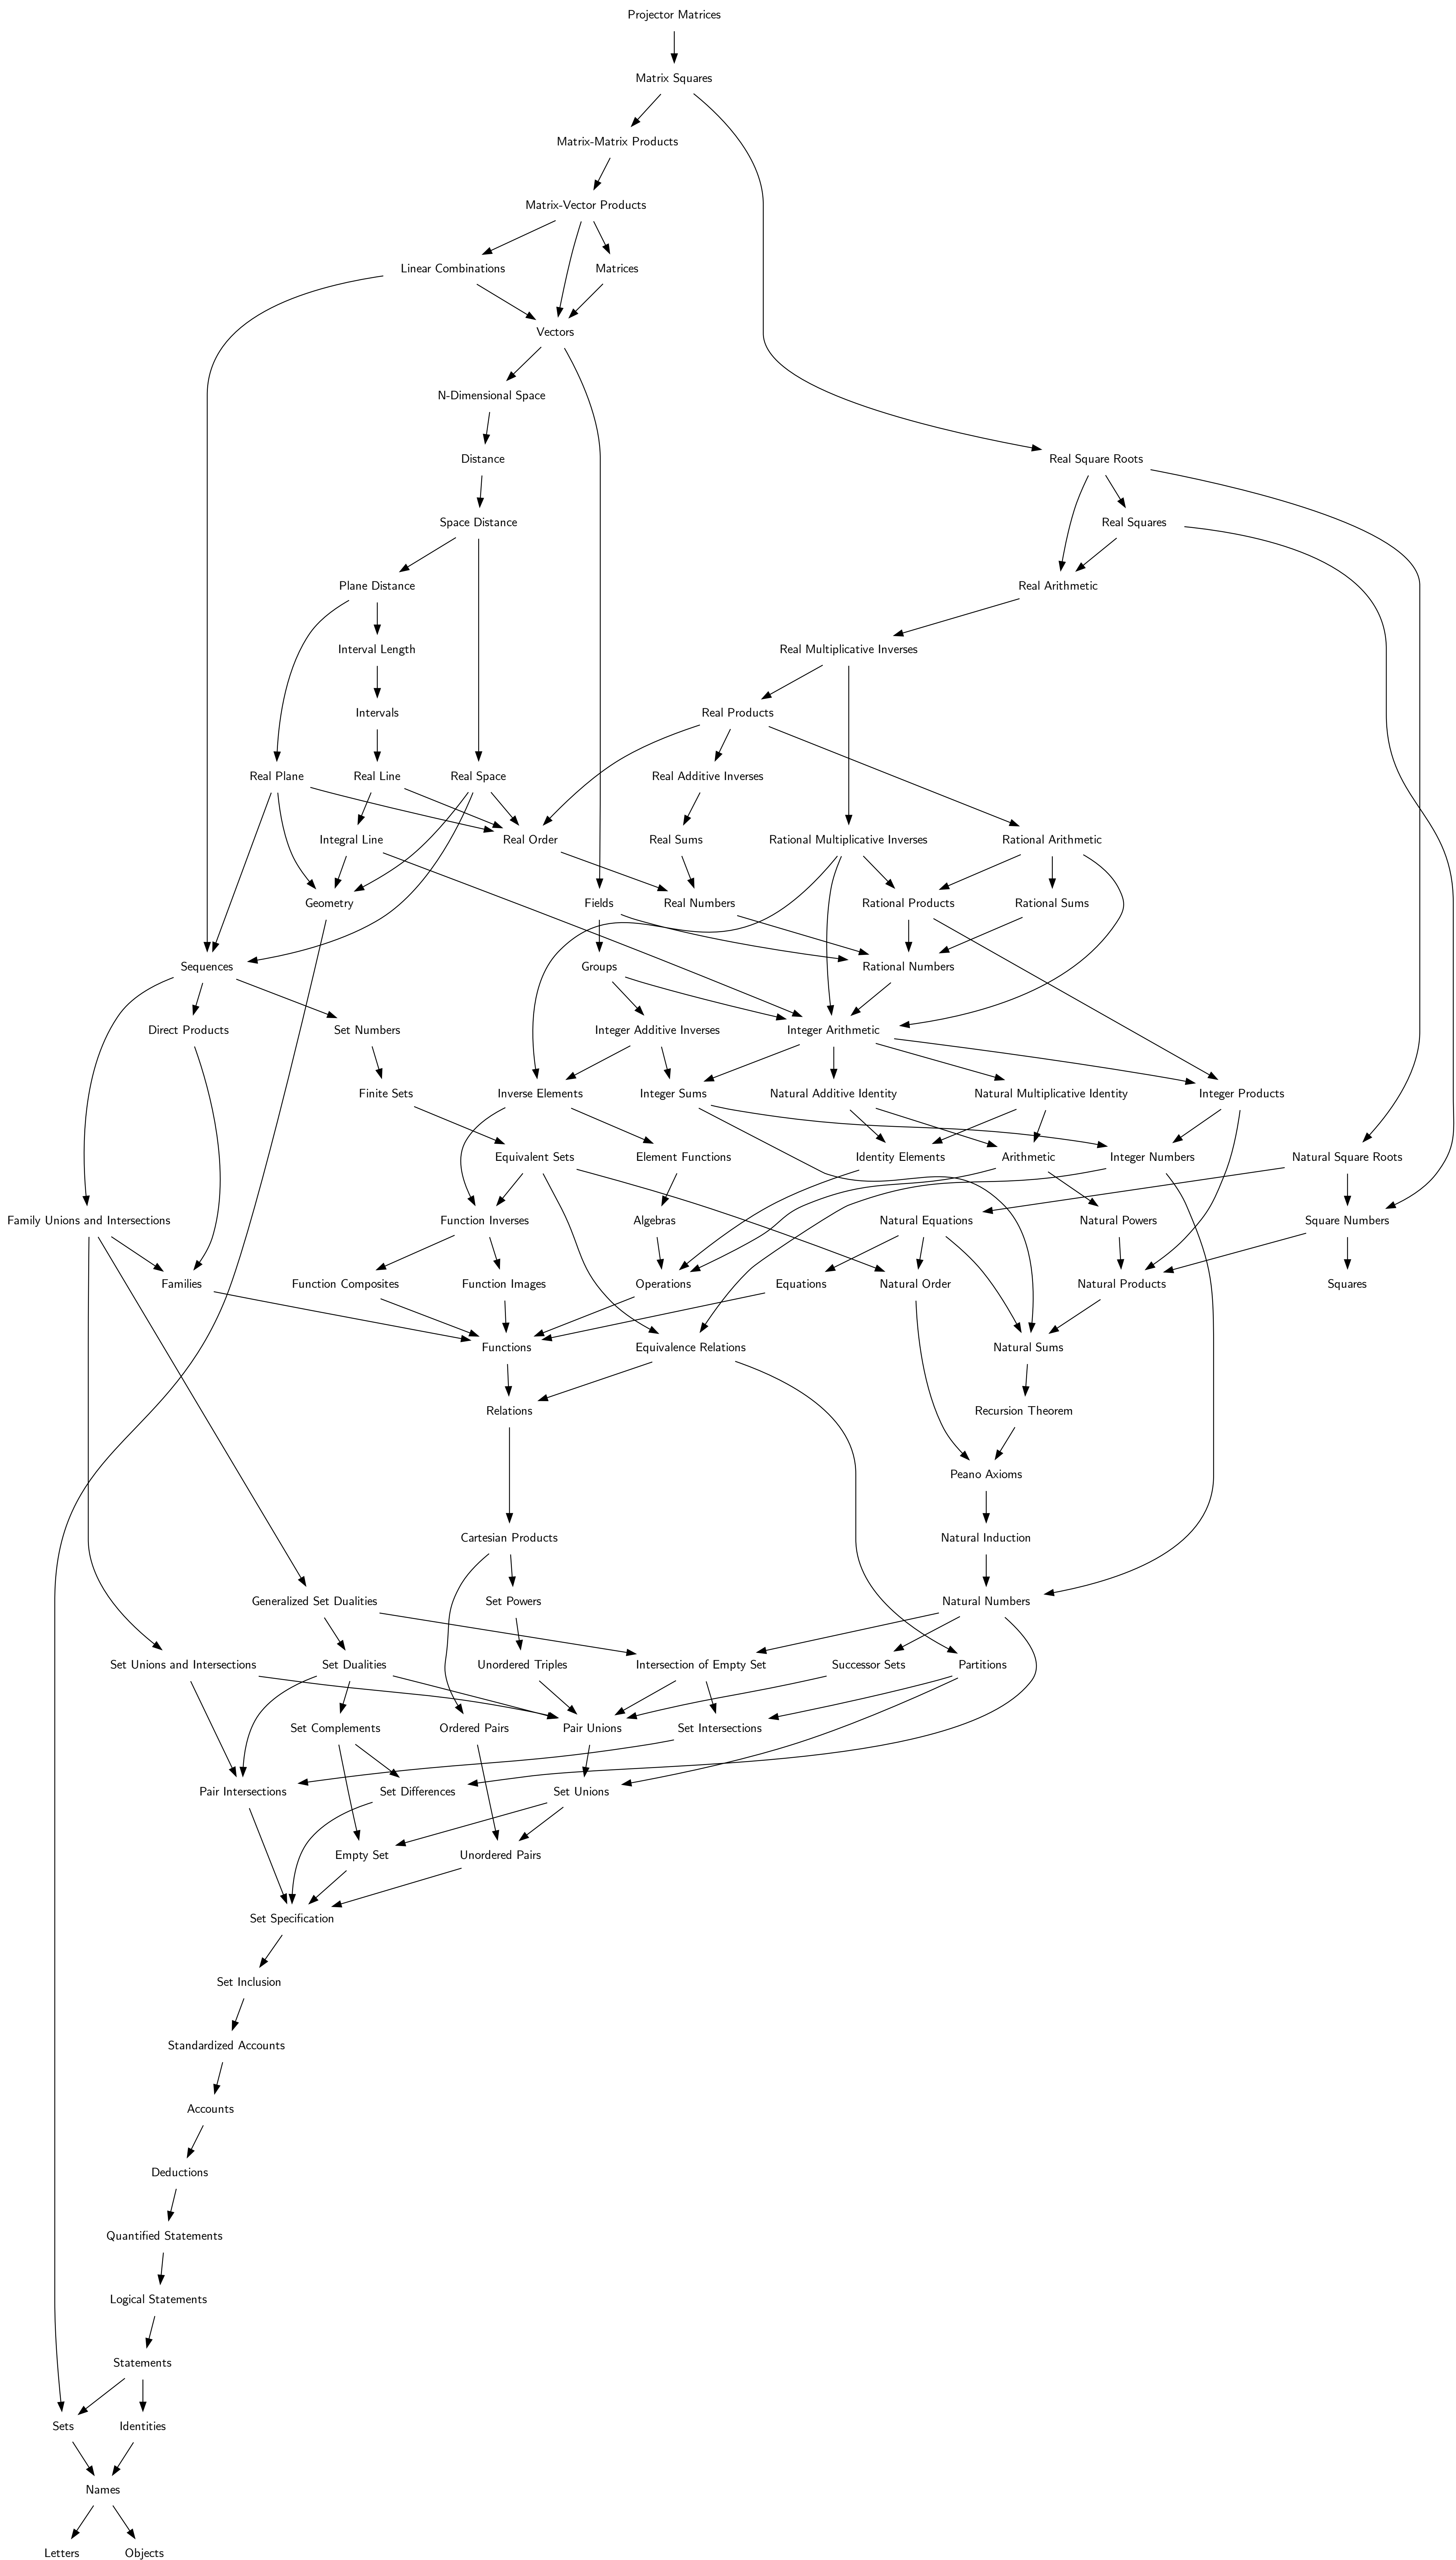 Projector Matrices
Matrix Squares
Matrix-Matrix Products
Matrix-Vector Products
Linear Combinations
Matrices
Vectors
N-Dimensional Space
Distance
Real Square Roots
Space Distance
Real Squares
Plane Distance
Real Arithmetic
Interval Length
Real Multiplicative Inverses
Intervals
Real Products
Real Plane
Real Line
Real Space
Real Additive Inverses
Integral Line
Real Order
Real Sums
Rational Multiplicative Inverses
Rational Arithmetic
Geometry
Fields
Real Numbers
Rational Products
Rational Sums
Sequences
Groups
Rational Numbers
Direct Products
Set Numbers
Integer Additive Inverses
Integer Arithmetic
Finite Sets
Inverse Elements
Integer Sums
Natural Additive Identity
Natural Multiplicative Identity
Integer Products
Equivalent Sets
Element Functions
Identity Elements
Arithmetic
Integer Numbers
Natural Square Roots
Family Unions and Intersections
Function Inverses
Algebras
Natural Equations
Natural Powers
Square Numbers
Families
Function Composites
Function Images
Operations
Equations
Natural Order
Natural Products
Squares
Functions
Equivalence Relations
Natural Sums
Relations
Recursion Theorem
Peano Axioms
Cartesian Products
Natural Induction
Generalized Set Dualities
Set Powers
Natural Numbers
Set Unions and Intersections
Set Dualities
Unordered Triples
Intersection of Empty Set
Successor Sets
Partitions
Set Complements
Ordered Pairs
Pair Unions
Set Intersections
Pair Intersections
Set Differences
Set Unions
Empty Set
Unordered Pairs
Set Specification
Set Inclusion
Standardized Accounts
Accounts
Deductions
Quantified Statements
Logical Statements
Statements
Sets
Identities
Names
Letters
Objects